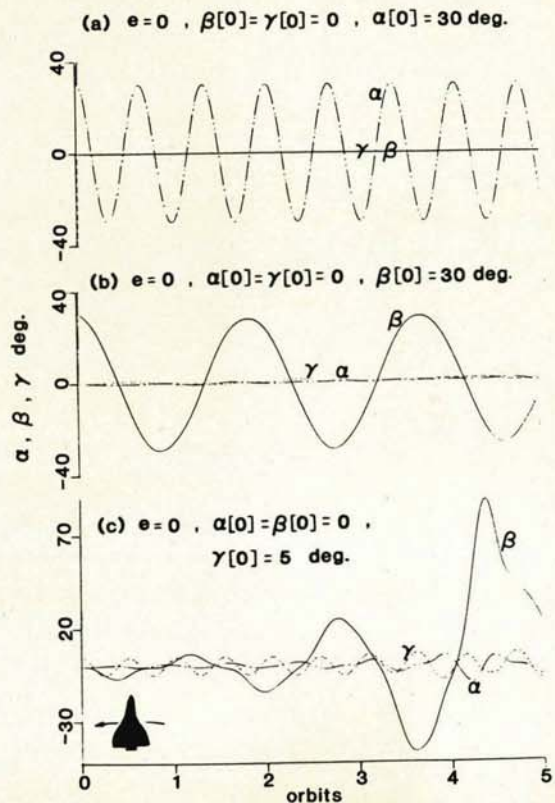 (a) e=0 , β[0]=γ[0]=0 , α[0]=30 deg.
40
0
-40
α
γ β
(b) e=0 , α[0]=γ[0]=0 , β[0]=30 deg.
40
0
-40
β
γ α
α , β , γ deg.
(c) e=0 , α[0]=β[0]=0 ,
γ[0]=5 deg.
70
20
-30
β
γ
α
0 1 2 3 4 5
orbits